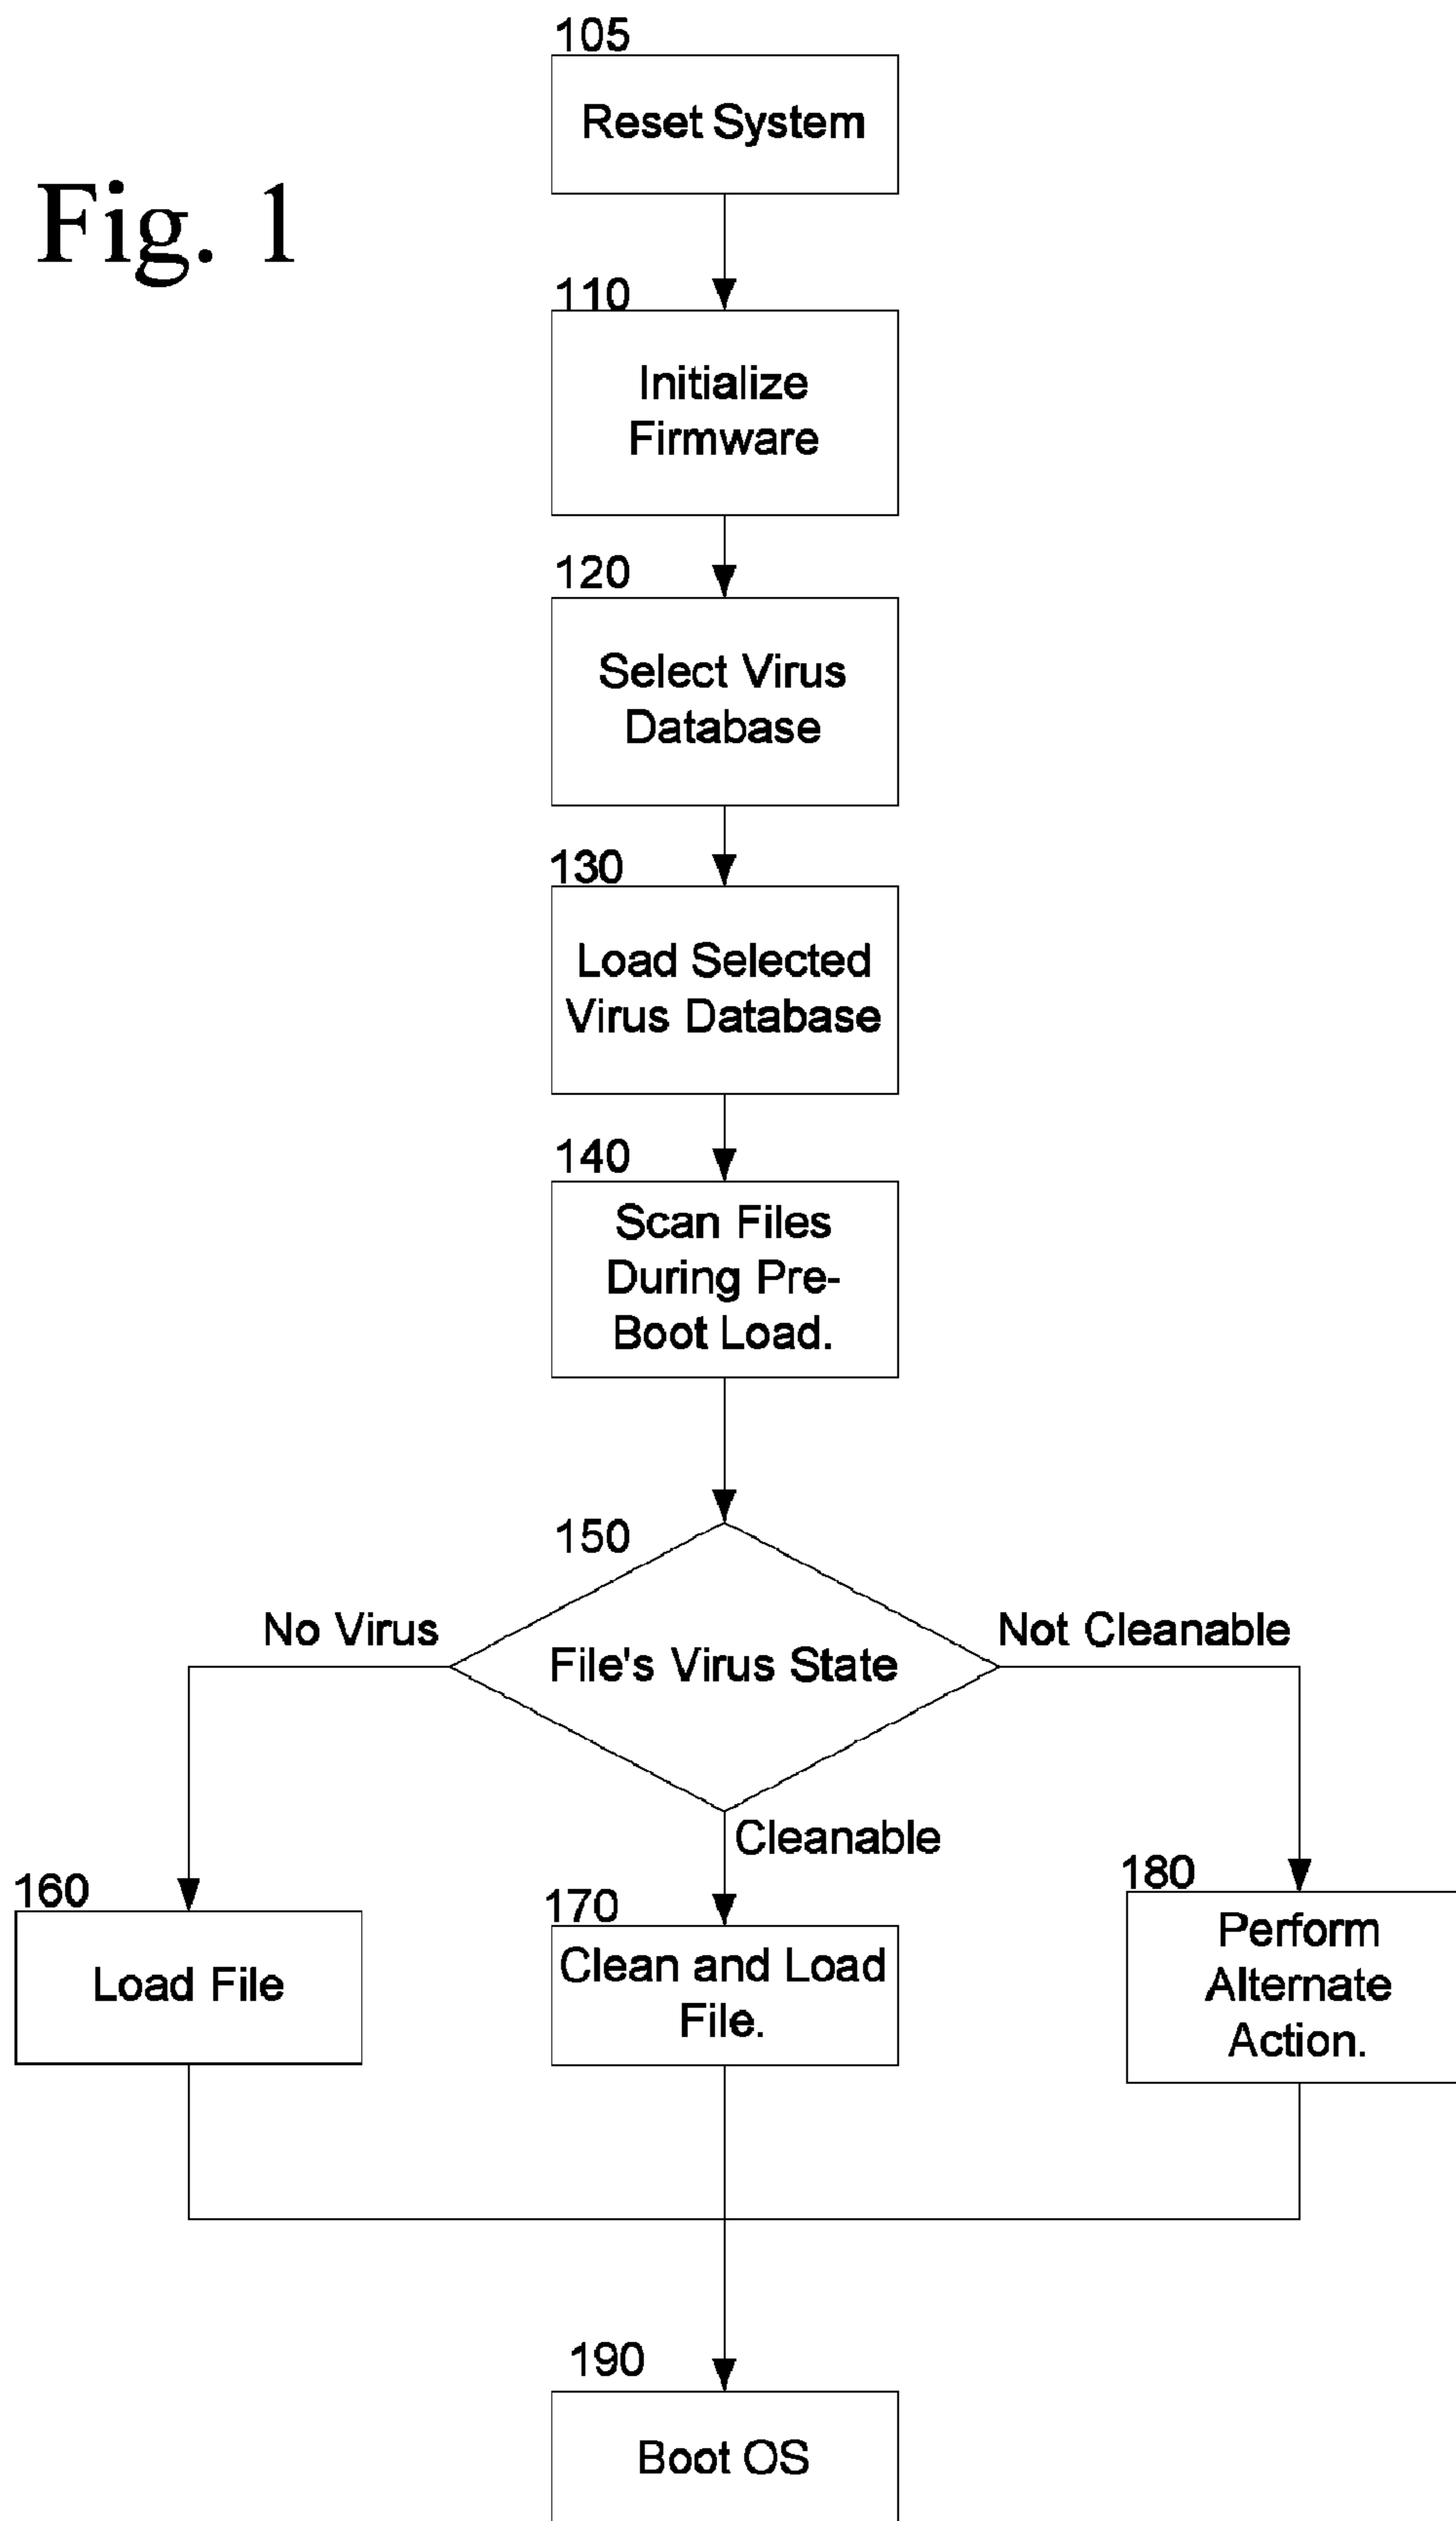 105
Reset System
Fig. 1
110
Initialize
Firmware
120
Select Virus
Database
130
Load Selected
Virus Database
140
Scan Files
During Pre-
Boot Load.
150
No Virus
File's Virus State
Not Cleanable
Cleanable
160
Load File
170
Clean and Load
File.
180
Perform
Alternate
Action.
190
Boot OS